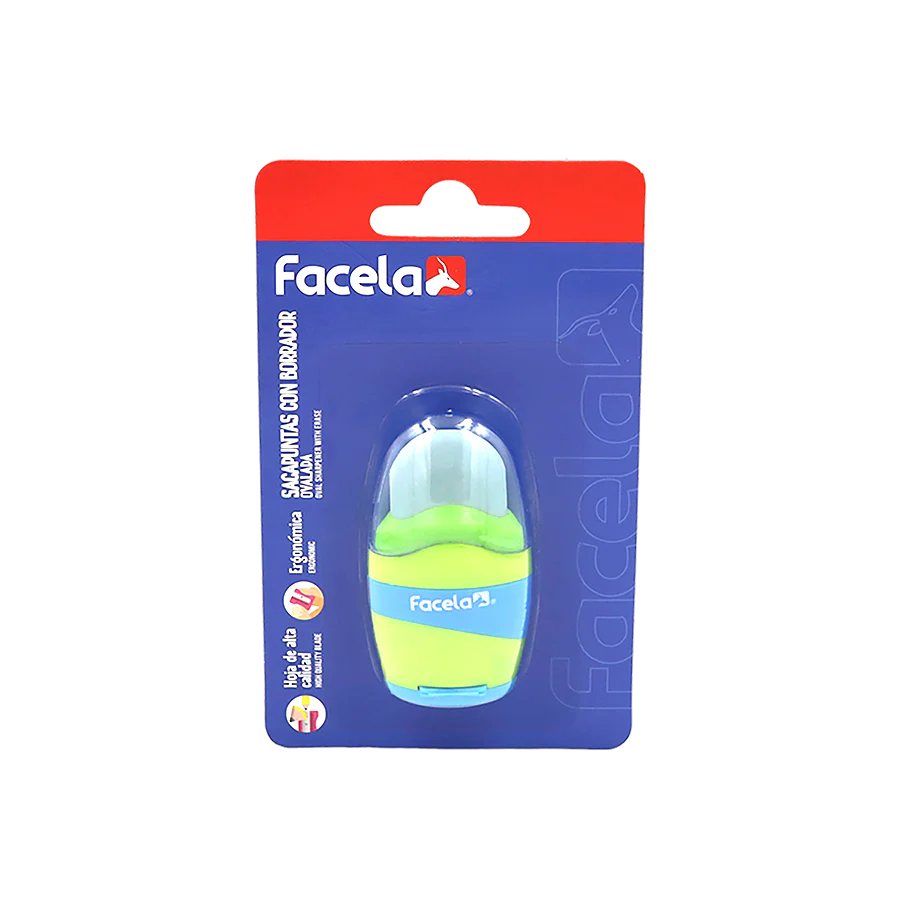 Facela®
SACAPUNTAS CON BORRADOR
OVALADA
OVAL SHARPENER WITH ERASE
Ergonómica
ERGONOMIC
Hoja de alta
calidad
HIGH QUALITY BLADE
Facela®
Facela